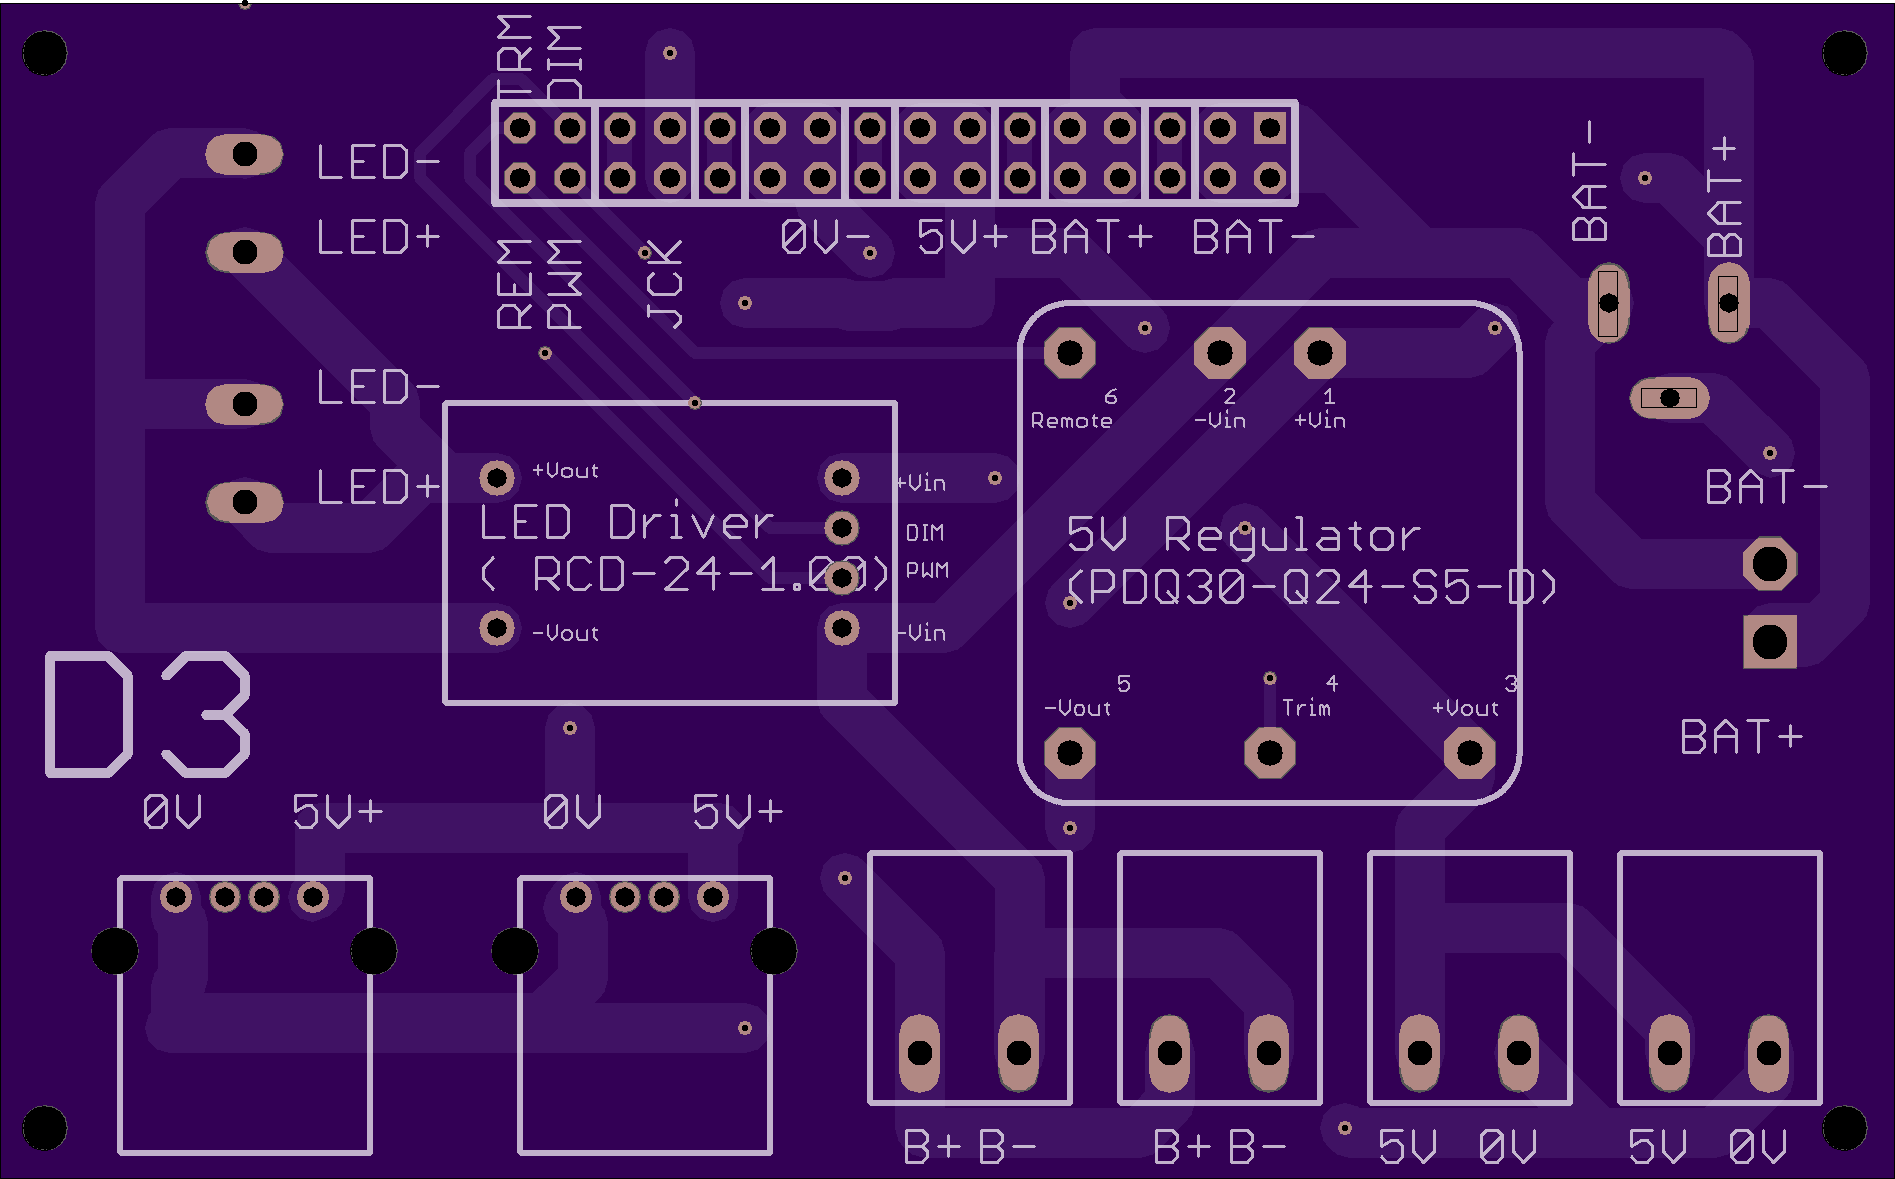 TRM
DIM
LED-
LED+
0V-
5V+
BAT+
BAT-
BAT-
BAT+
REM
PWM
JCK
LED-
LED+
6
Remote
2
-Vin
1
+Vin
+Vout
LED Driver
( RCD-24-1.00)
-Vout
+Vin
DIM
PWM
-Vin
5V Regulator
(PDQ30-Q24-S5-D)
5
-Vout
4
Trim
3
+Vout
BAT-
BAT+
D3
0V
5V+
0V
5V+
B+ B-
B+ B-
5V 0V
5V 0V